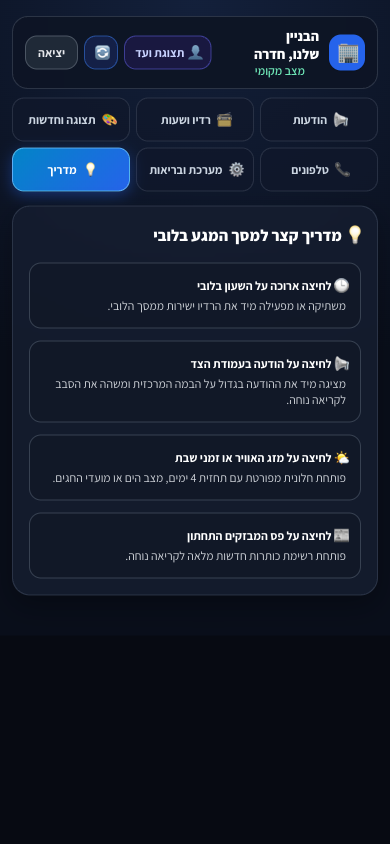 הבניין
שלנו, חדרה
מצב מקומי
תצוגת ועד
יציאה
הודעות
רדיו ושעות
תצוגה וחדשות
טלפונים
מערכת ובריאות
מדריך
מדריך קצר למסך המגע בלובי
לחיצה ארוכה על השעון בלובי
משתיקה או מפעילה מיד את הרדיו ישירות ממסך הלובי.
לחיצה על הודעה בעמודת הצד
מציגה מיד את ההודעה בגדול על הבמה המרכזית ומשהה את הסבב
לקריאה נוחה.
לחיצה על מזג האוויר או זמני שבת
פותחת חלונית מפורטת עם תחזית 4 ימים, מצב הים או מועדי החגים.
לחיצה על פס המבזקים התחתון
פותחת רשימת כותרות חדשות מלאה לקריאה נוחה.